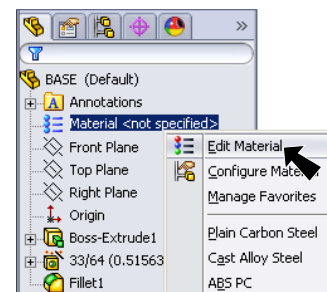 »
BASE (Default)
Annotations
Material <not specified>
Front Plane
Top Plane
Right Plane
Origin
Boss-Extrude1
33/64 (0.51563
Fillet1
Edit Material
Configure Mater
Manage Favorites
Plain Carbon Steel
Cast Alloy Steel
ABS PC